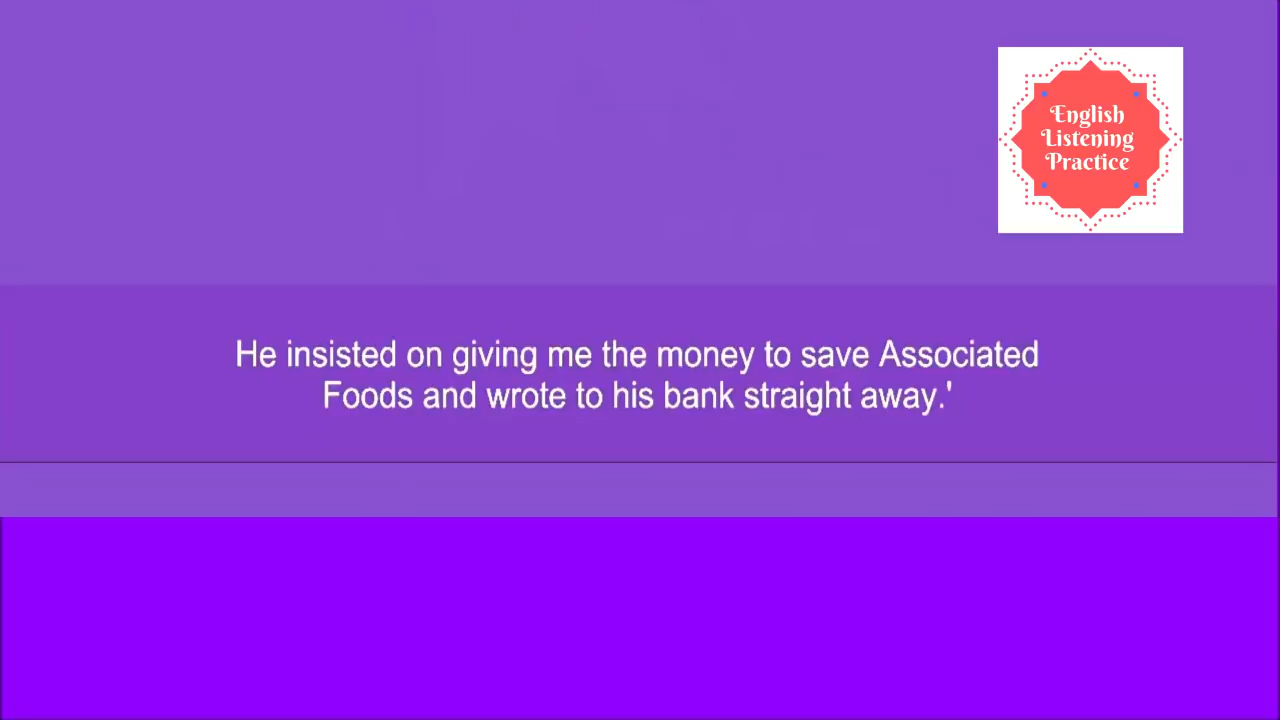 English
Listening
Practice
He insisted on giving me the money to save Associated
Foods and wrote to his bank straight away.'